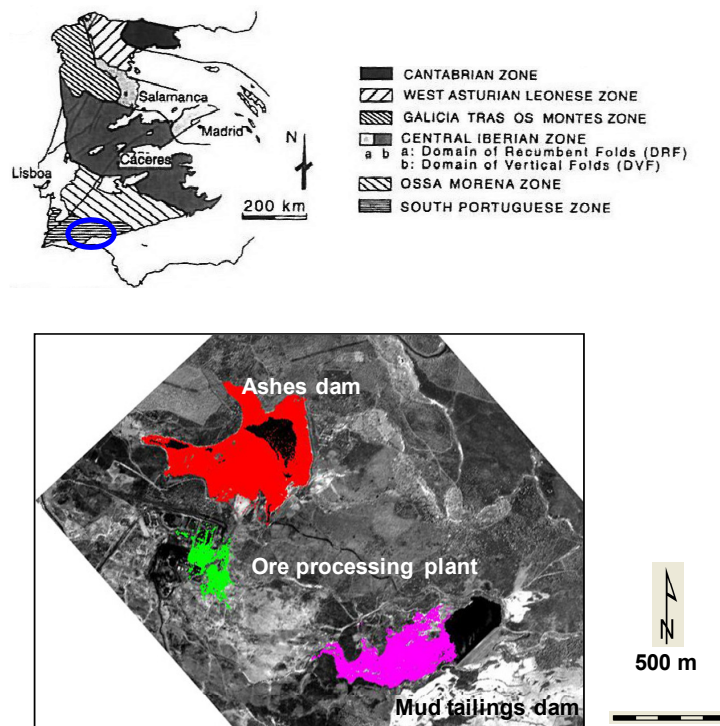 Salamanca
Madrid
Cáceres
Lisboa
N
200 km
CANTABRIAN ZONE
WEST ASTURIAN LEONESE ZONE
GALICIA TRAS OS MONTES ZONE
CENTRAL IBERIAN ZONE
a b a: Domain of Recumbent Folds (DRF)
b: Domain of Vertical Folds (DVF)
OSSA MORENA ZONE
SOUTH PORTUGUESE ZONE
Ashes dam
Ore processing plant
Mud tailings dam
N
500 m